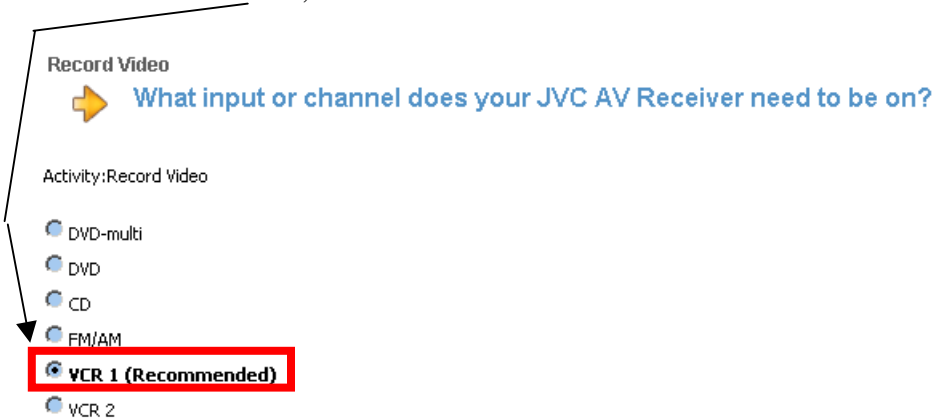 Record Video
What input or channel does your JVC AV Receiver need to be on?
Activity:Record Video
DVD-multi
DVD
CD
FM/AM
VCR 1 (Recommended)
VCR 2